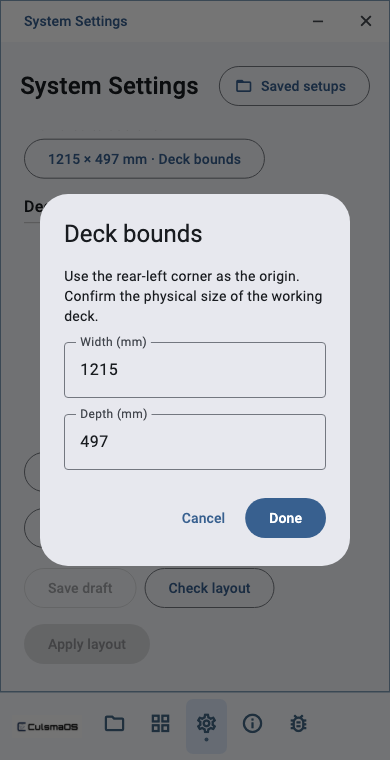 System Settings
System Settings
Saved setups
1215 × 497 mm · Deck bounds
Deck bounds
Use the rear-left corner as the origin.
Confirm the physical size of the working
deck.
Width (mm)
1215
Depth (mm)
497
Cancel
Done
Save draft
Check layout
Apply layout
CulsmaOS